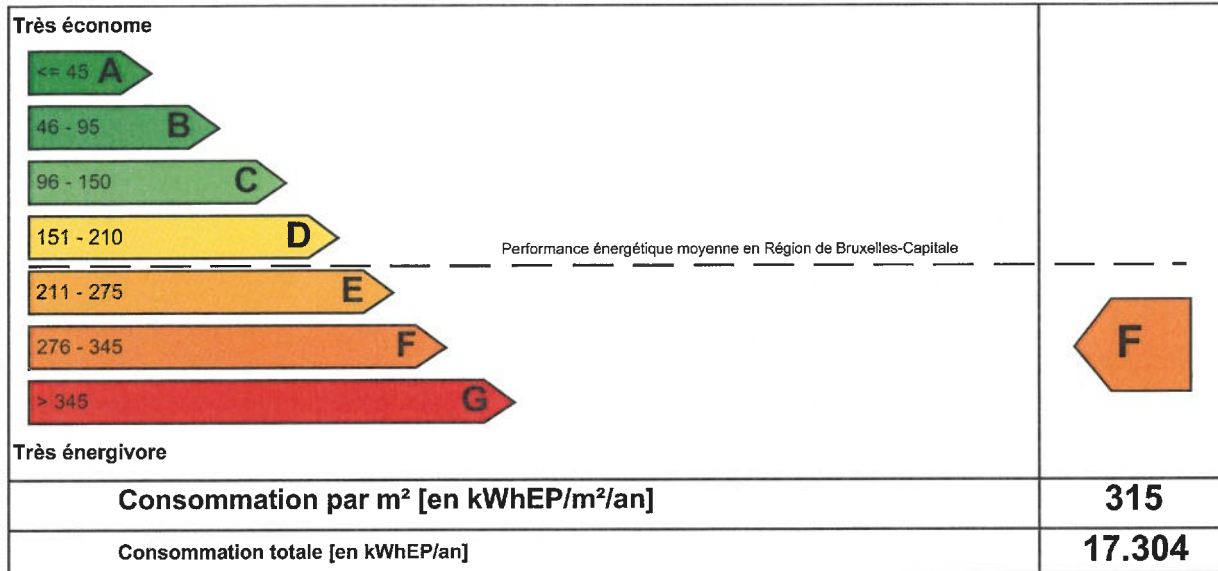 Très économe
<= 45 A
46 - 95 B
96 - 150 C
151 - 210 D
Performance énergétique moyenne en Région de Bruxelles-Capitale
211 - 275 E
276 - 345 F
F
> 345 G
Très énergivore
Consommation par m² [en kWhEP/m²/an] 315
Consommation totale [en kWhEP/an] 17.304